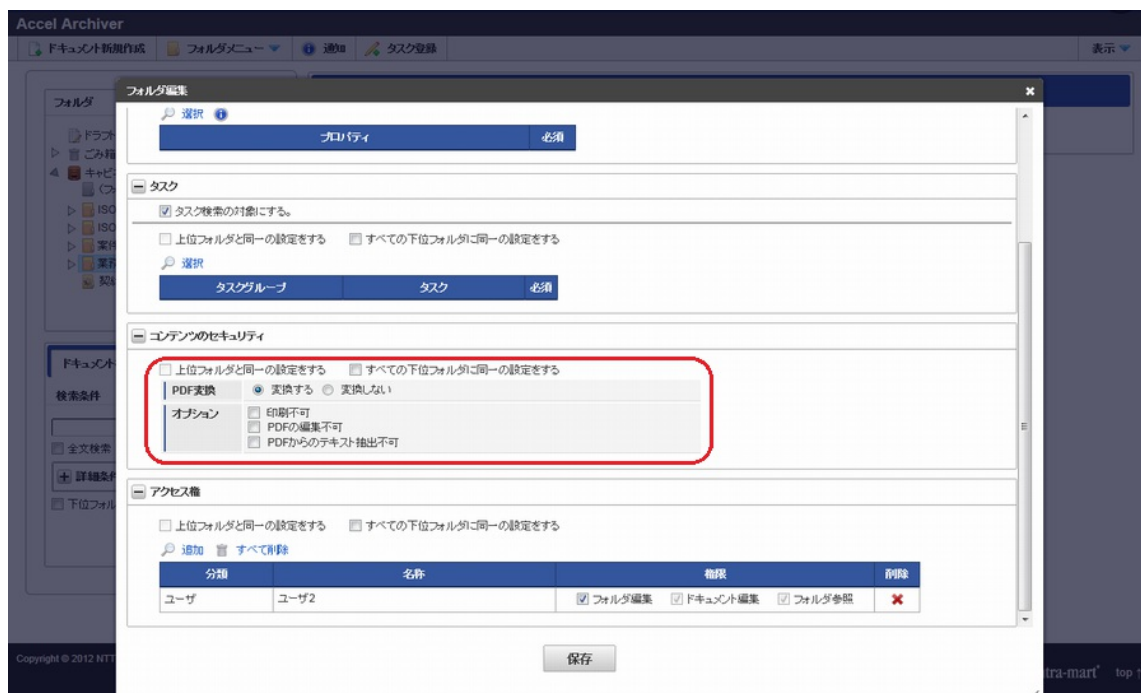 Accel Archiver
ドキュメント新規作成 フォルダメニュー 通知 タスク登録 表示
フォルダ
ドラフト
ごみ箱
キャビ
ISO
ISO
案件
業務
契約
ドキュメント
検索条件
全文検索
詳細条件
下位フォル
フォルダ編集
選択
プロパティ 必須
タスク
タスク検索の対象にする。
上位フォルダと同一の設定をする すべての下位フォルダに同一の設定をする
選択
タスクグループ タスク 必須
コンテンツのセキュリティ
上位フォルダと同一の設定をする すべての下位フォルダに同一の設定をする
PDF変換 変換する 変換しない
オプション 印刷不可
PDFの編集不可
PDFからのテキスト抽出不可
アクセス権
上位フォルダと同一の設定をする すべての下位フォルダに同一の設定をする
追加 すべて削除
分類 名称 権限 削除
ユーザ ユーザ2 フォルダ編集 ドキュメント編集 フォルダ参照
保存
Copyright © 2012 NTT
tra-mart top